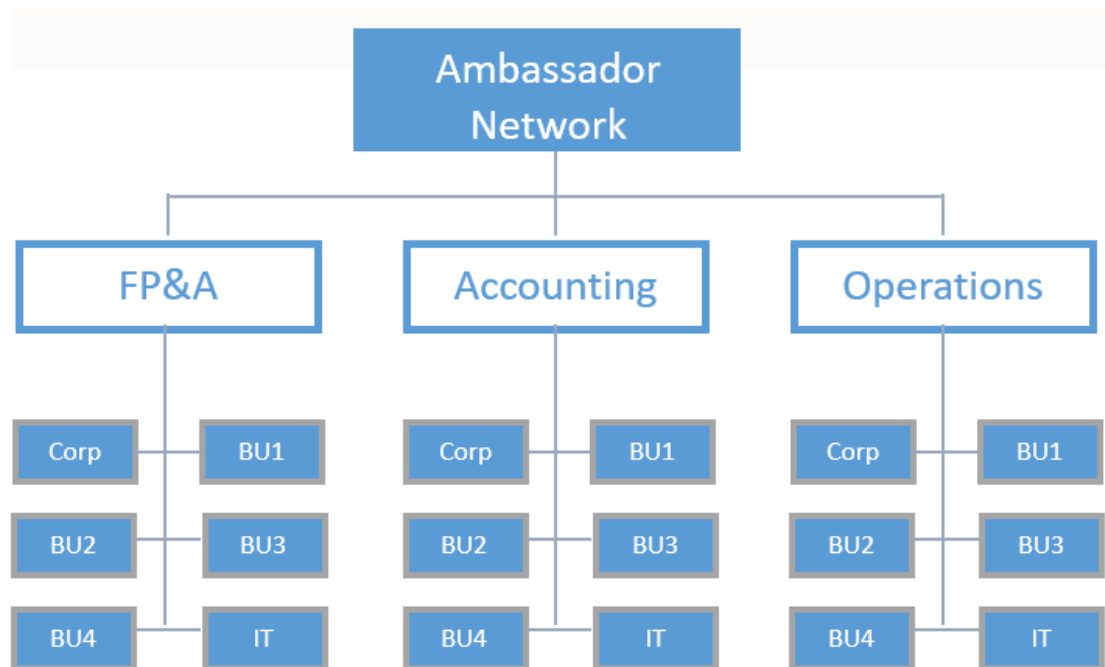 Ambassador
Network
FP&A
Accounting
Operations
Corp
BU1
Corp
BU1
Corp
BU1
BU2
BU3
BU2
BU3
BU2
BU3
BU4
IT
BU4
IT
BU4
IT